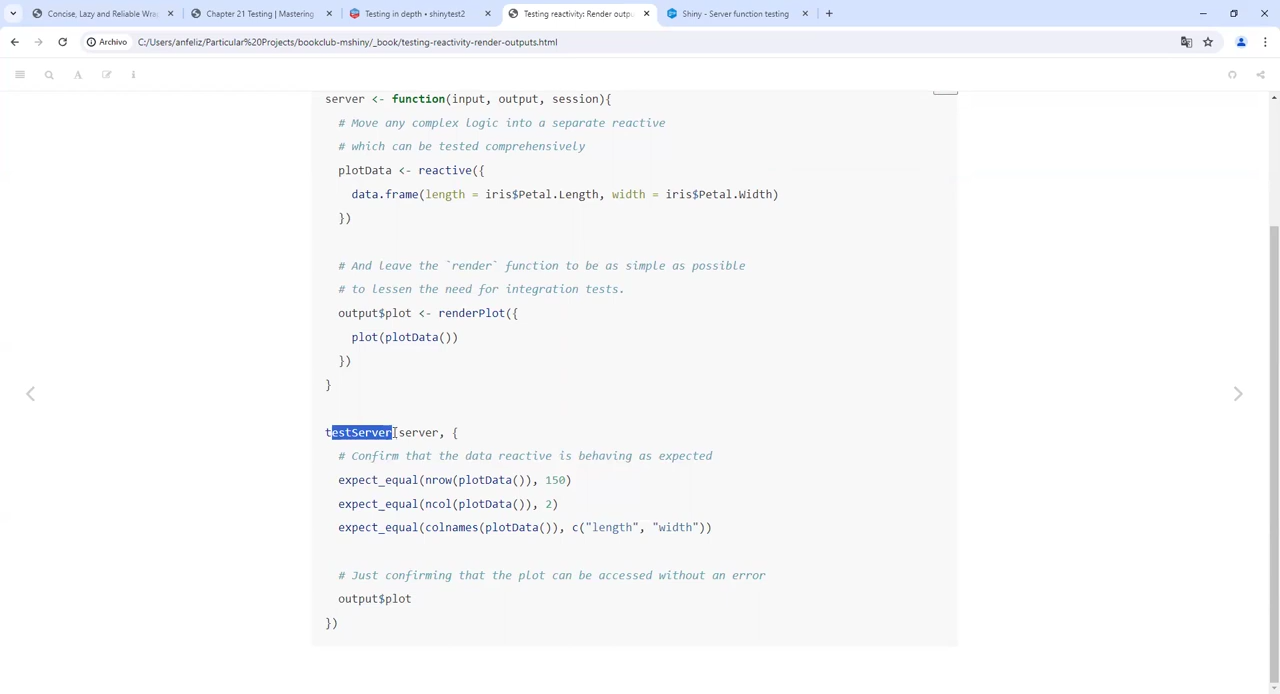 Concise, Lazy and Reliable Wra
Chapter 21 Testing | Mastering
Testing in depth • shinytest2
Testing reactivity: Render outpu
Shiny - Server function testing
Archivo
C:/Users/anfeliz/Particular%20Projects/bookclub-mshiny/_book/testing-reactivity-render-outputs.html
server <- function(input, output, session){
# Move any complex logic into a separate reactive
# which can be tested comprehensively
plotData <- reactive({
data.frame(length = iris$Petal.Length, width = iris$Petal.Width)
})
# And leave the `render` function to be as simple as possible
# to lessen the need for integration tests.
output$plot <- renderPlot({
plot(plotData())
})
}
testServer(server, {
# Confirm that the data reactive is behaving as expected
expect_equal(nrow(plotData()), 150)
expect_equal(ncol(plotData()), 2)
expect_equal(colnames(plotData()), c("length", "width"))
# Just confirming that the plot can be accessed without an error
output$plot
})